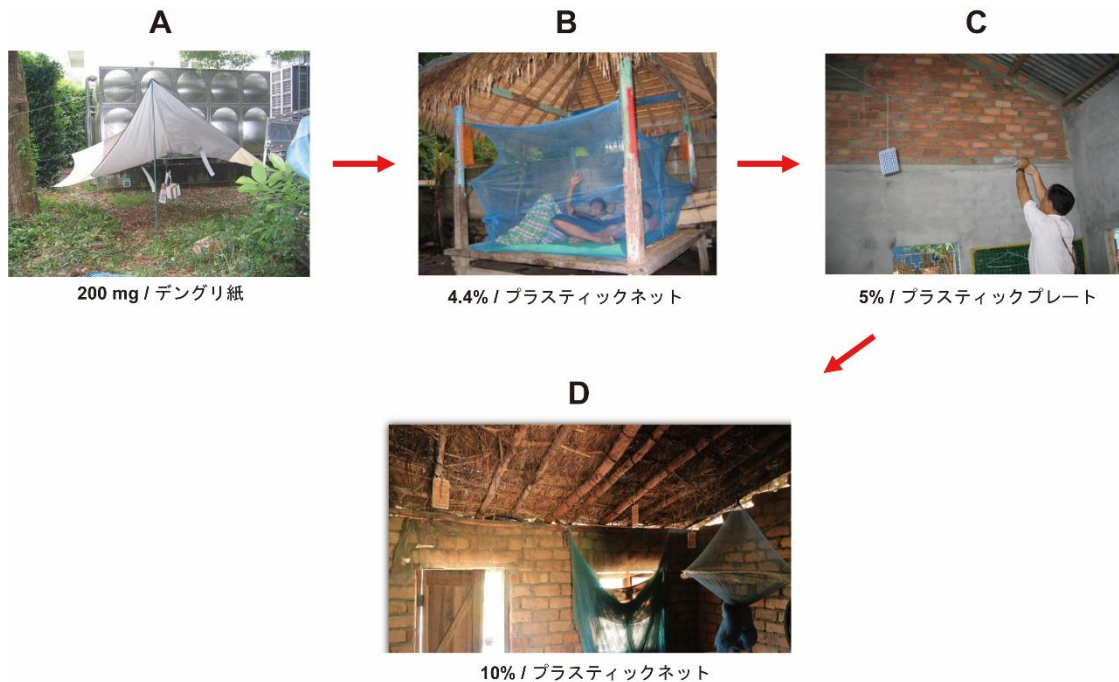 A
B
C
200 mg / デングリ紙
4.4% / プラスティックネット
5% / プラスティックプレート
D
10% / プラスティックネット